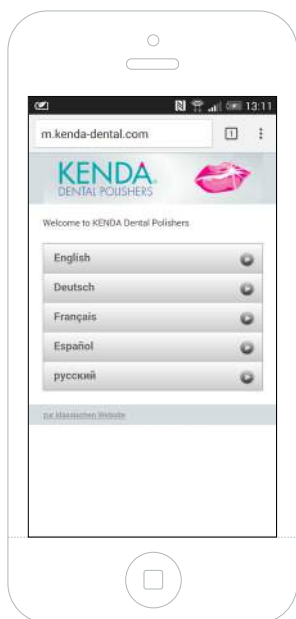 13:11
m.kenda-dental.com
1
KENDA.
DENTAL POLISHERS
Welcome to KENDA Dental Polishers
English
Deutsch
Français
Español
русский
zur klassischen Website